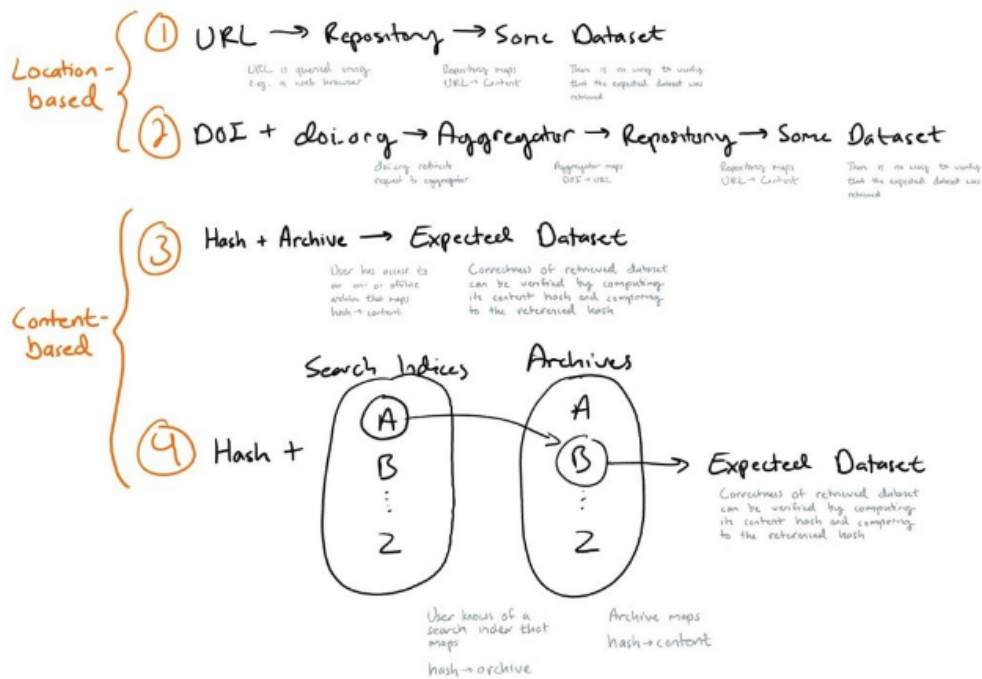 Location-
based
① URL → Repository → Some Dataset
URL is queried using
e.g. a web browser
Repository maps
URL → Content
There is no way to verify
that the expected dataset was
retrieved
② DOI + doi.org → Aggregator → Repository → Some Dataset
doi.org redirects
request to aggregator
Aggregator maps
DOI → URL
Repository maps
URL → Content
There is no way to verify
that the expected dataset was
retrieved
Content-
based
③ Hash + Archive → Expected Dataset
User has access to
an on- or offline
archive that maps
hash → content
Correctness of retrieved dataset
can be verified by computing
its content hash and comparing
to the referenced hash
Search Indices
Archives
④ Hash +
A
B
Z
A
B
Z
→ Expected Dataset
Correctness of retrieved dataset
can be verified by computing
its content hash and comparing
to the referenced hash
User knows of a
search index that
maps
hash → archive
Archive maps
hash → content